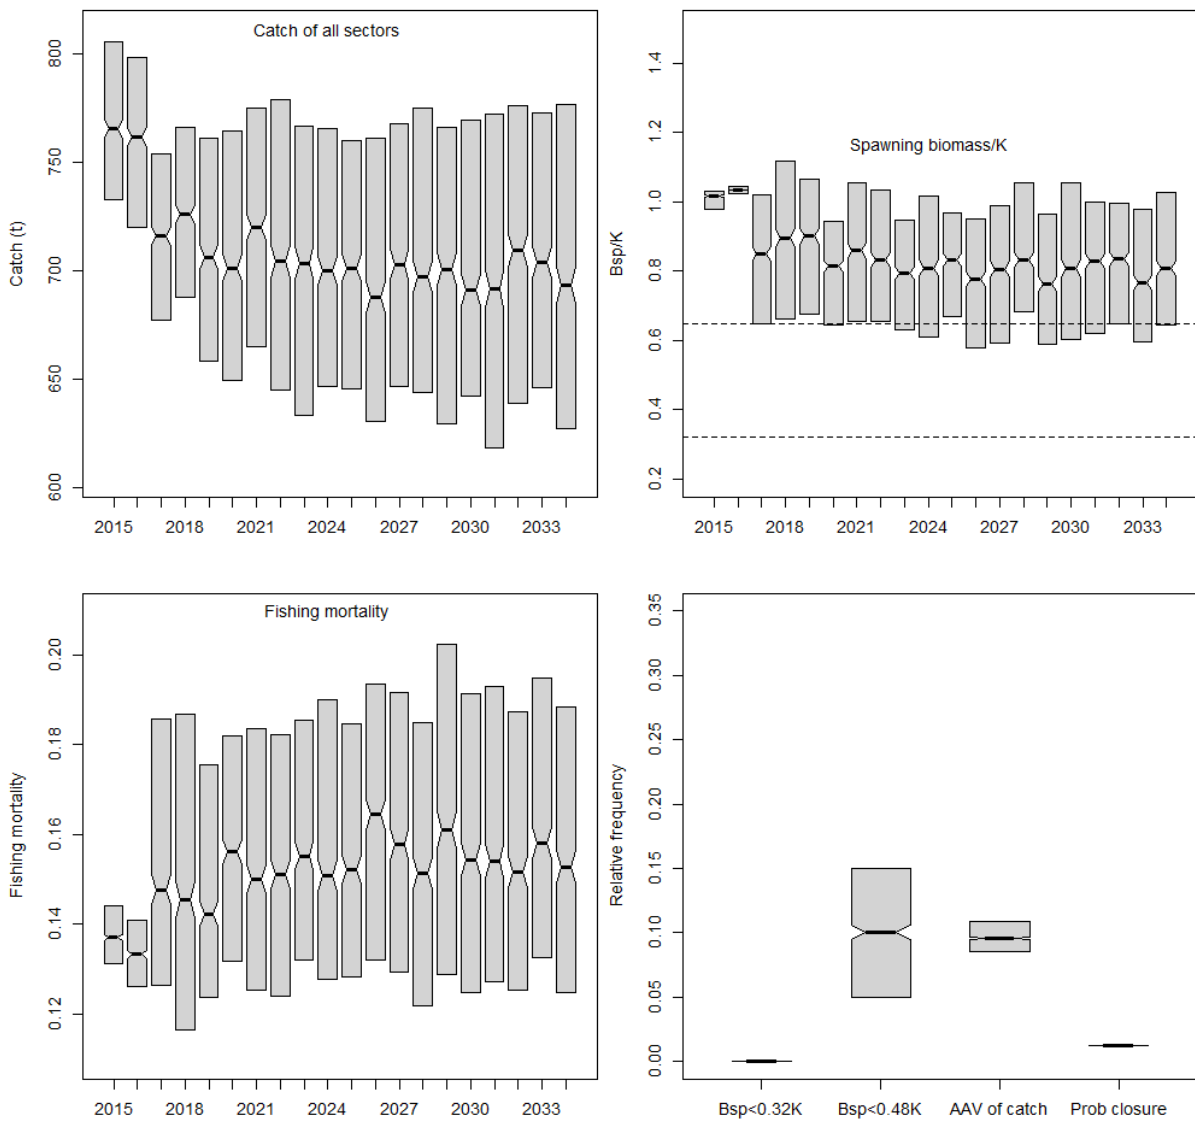 Catch of all sectors
Catch (t)
800
750
700
650
600
2015 2018 2021 2024 2027 2030 2033
Spawning biomass/K
Bsp/K
1.4
1.2
1.0
0.8
0.6
0.4
0.2
2015 2018 2021 2024 2027 2030 2033
Fishing mortality
Fishing mortality
0.20
0.18
0.16
0.14
0.12
2015 2018 2021 2024 2027 2030 2033
Relative frequency
0.35
0.30
0.25
0.20
0.15
0.10
0.05
0.00
Bsp<0.32K Bsp<0.48K AAV of catch Prob closure